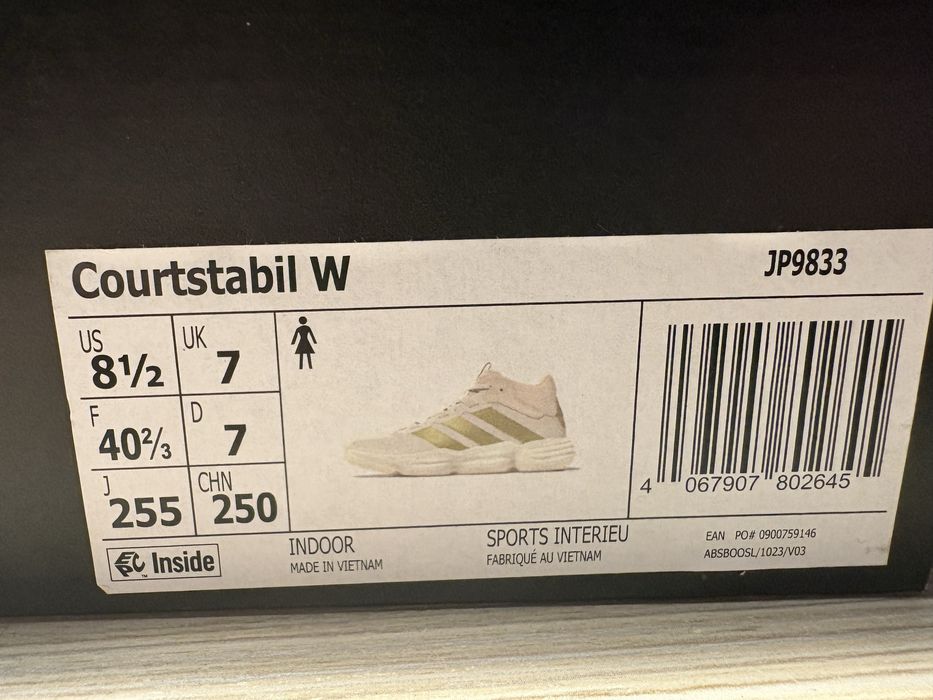 Courtstabil W
JP9833
US
8½
UK
7
F
40⅔
D
7
J
255
CHN
250
4 067907 802645
Inside™
INDOOR
MADE IN VIETNAM
SPORTS INTERIEU
FABRIQUÉ AU VIETNAM
EAN PO# 0900759146
ABSBOOSL/1023/V03